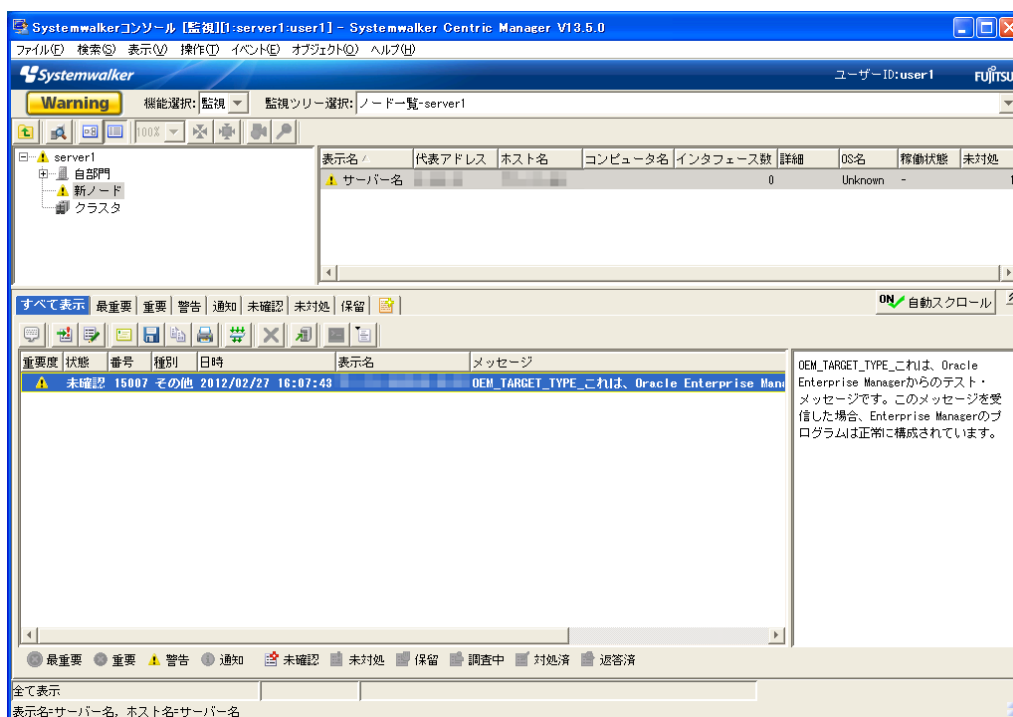 Systemwalkerコンソール [監視][1:server1:user1] - Systemwalker Centric Manager V13.5.0
ファイル(F) 検索(S) 表示(V) 操作(T) イベント(E) オブジェクト(O) ヘルプ(H)
Systemwalker ユーザーID:user1 FUJITSU
Warning 機能選択: 監視 監視ツリー選択: ノード一覧-server1
100%
server1
自部門
新ノード
クラスタ
表示名 代表アドレス ホスト名 コンピュータ名 インタフェース数 詳細 OS名 稼働状態 未対処
サーバー名 0 Unknown - 1
すべて表示 最重要 重要 警告 通知 未確認 未対処 保留 ON 自動スクロール
重要度 状態 番号 種別 日時 表示名 メッセージ
未確認 15007 その他 2012/02/27 16:07:43 OEM_TARGET_TYPE_これは、Oracle Enterprise Mana
OEM_TARGET_TYPE_これは、Oracle
Enterprise Managerからのテスト・
メッセージです。このメッセージを受
信した場合、Enterprise Managerのプ
ログラムは正常に構成されています。
最重要 重要 警告 通知 未確認 未対処 保留 調査中 対処済 返答済
全て表示
表示名=サーバー名, ホスト名=サーバー名